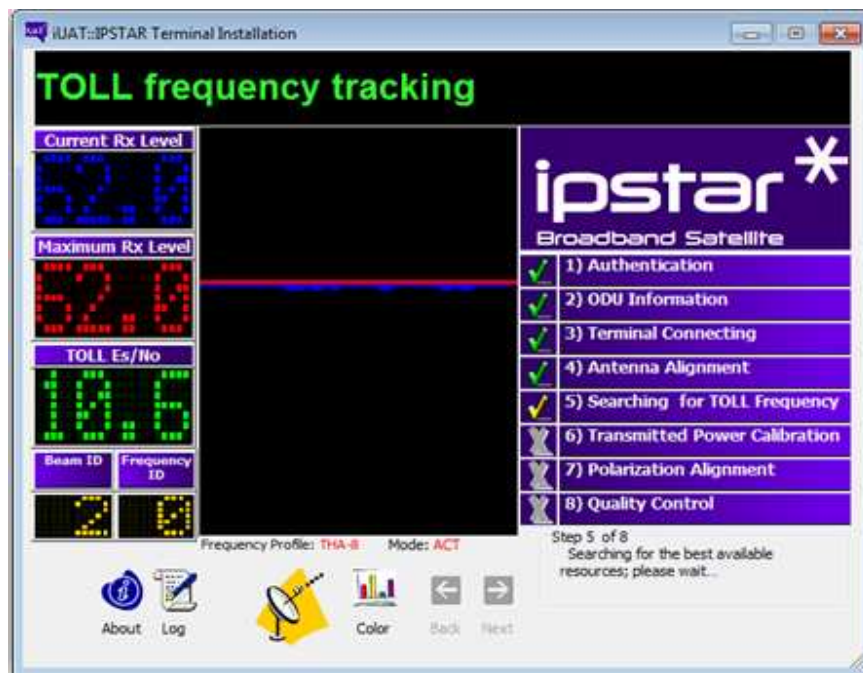 iUAT::IPSTAR Terminal Installation
TOLL frequency tracking
Current Rx Level
62.0
Maximum Rx Level
62.0
TOLL Es/No
10.6
Beam ID
Frequency ID
2
0
ipstar
Broadband Satellite
1) Authentication
2) ODU Information
3) Terminal Connecting
4) Antenna Alignment
5) Searching for TOLL Frequency
6) Transmitted Power Calibration
7) Polarization Alignment
8) Quality Control
Frequency Profile: THA-8 Mode: ACT
Step 5 of 8
Searching for the best available
resources; please wait...
About
Log
Color
Back
Next